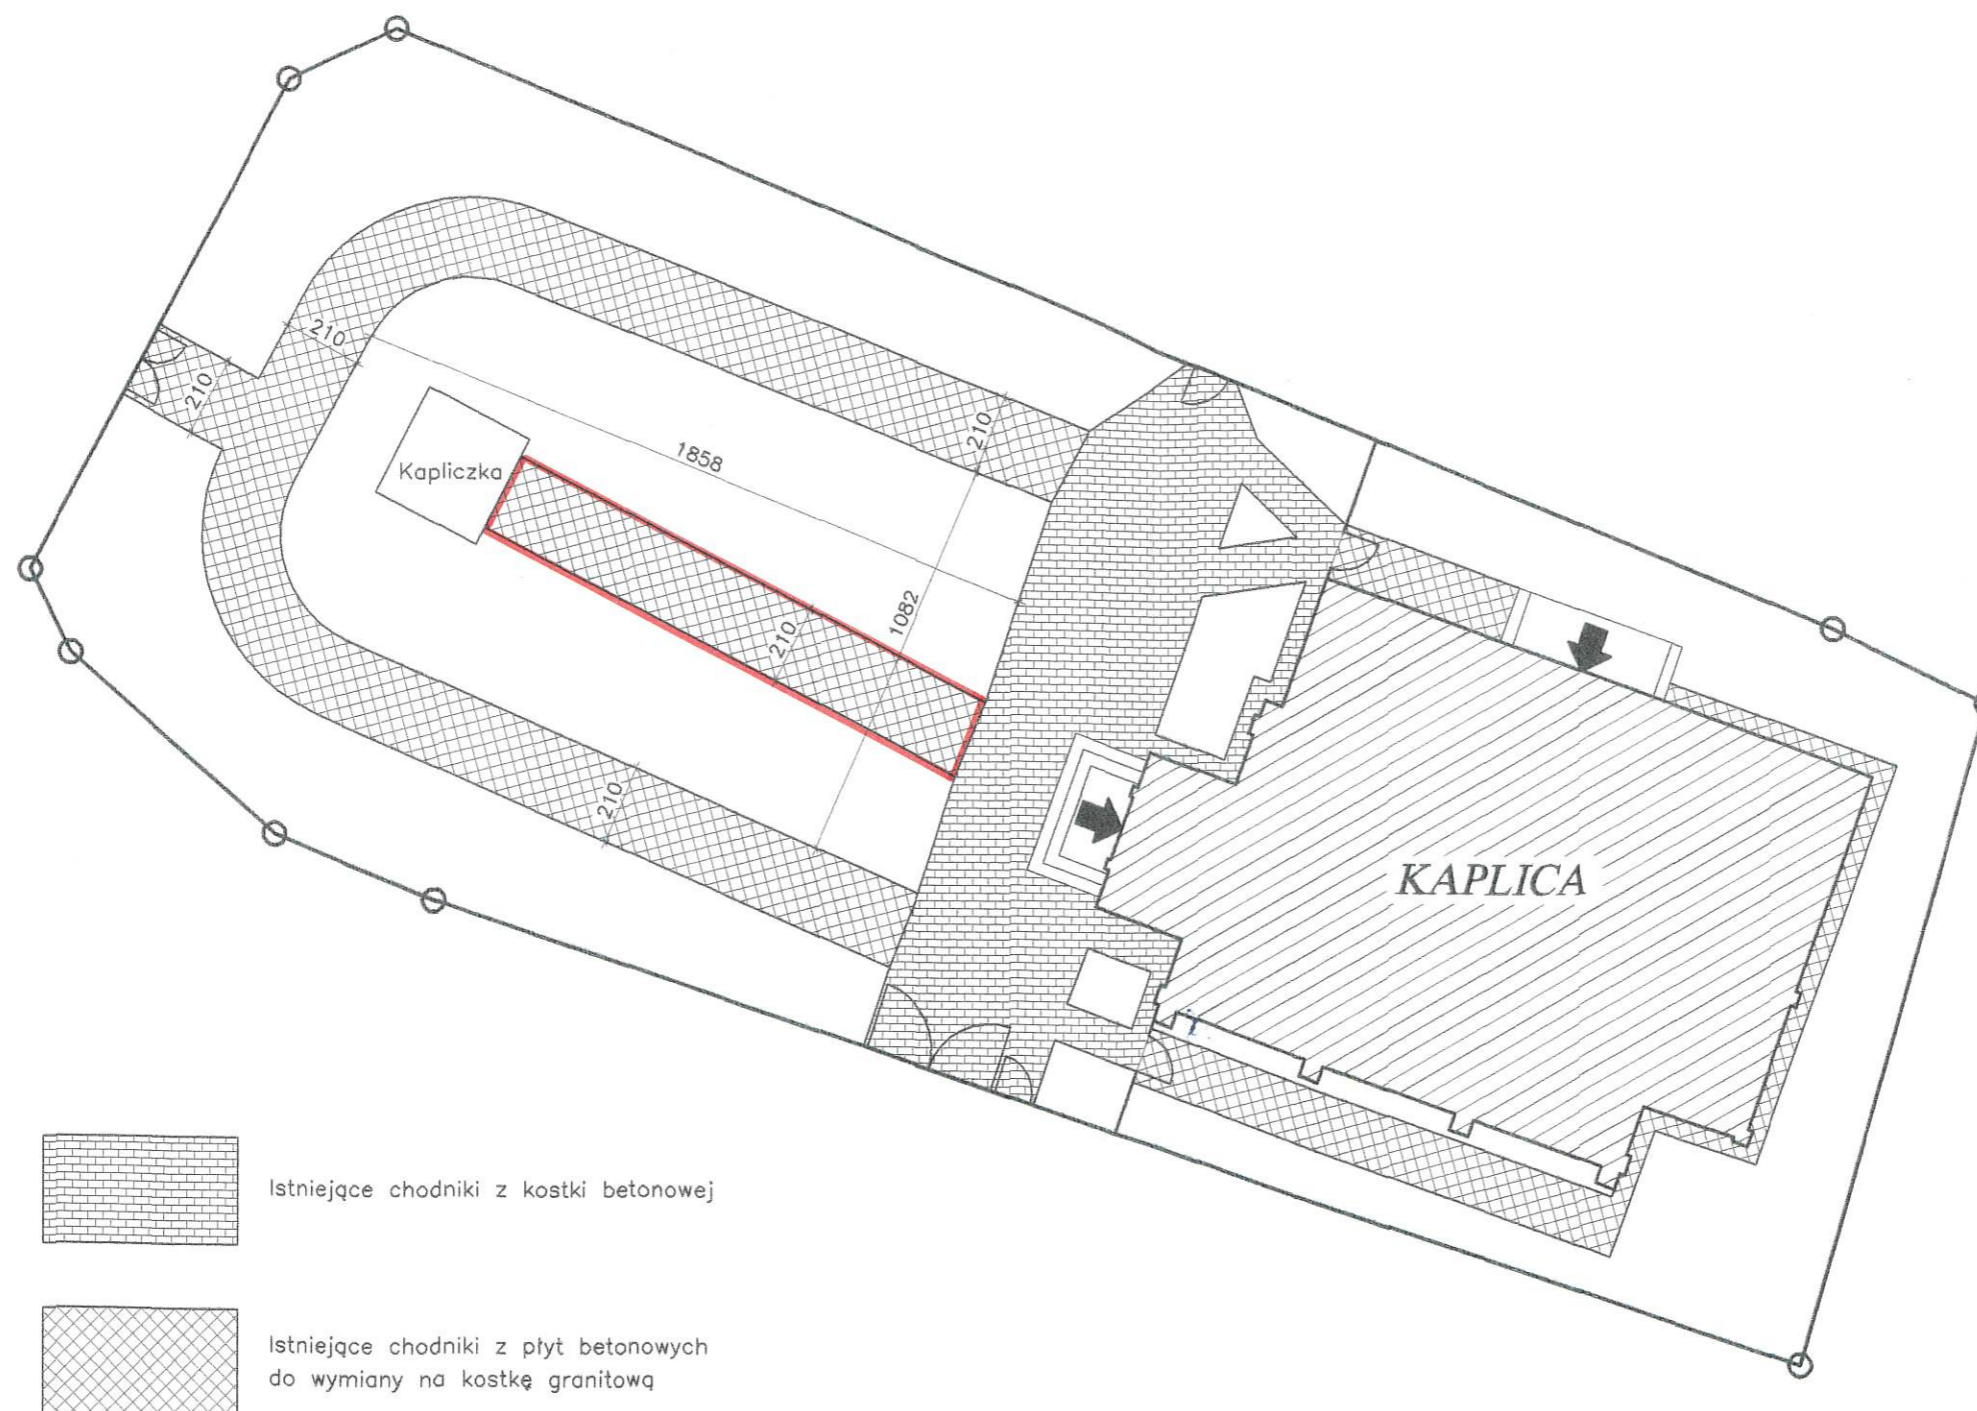 210
210
210
1858
Kapliczka
1082
210
210
KAPLICA
Istniejące chodniki z kostki betonowej
Istniejące chodniki z płyt betonowych
do wymiany na kostkę granitową